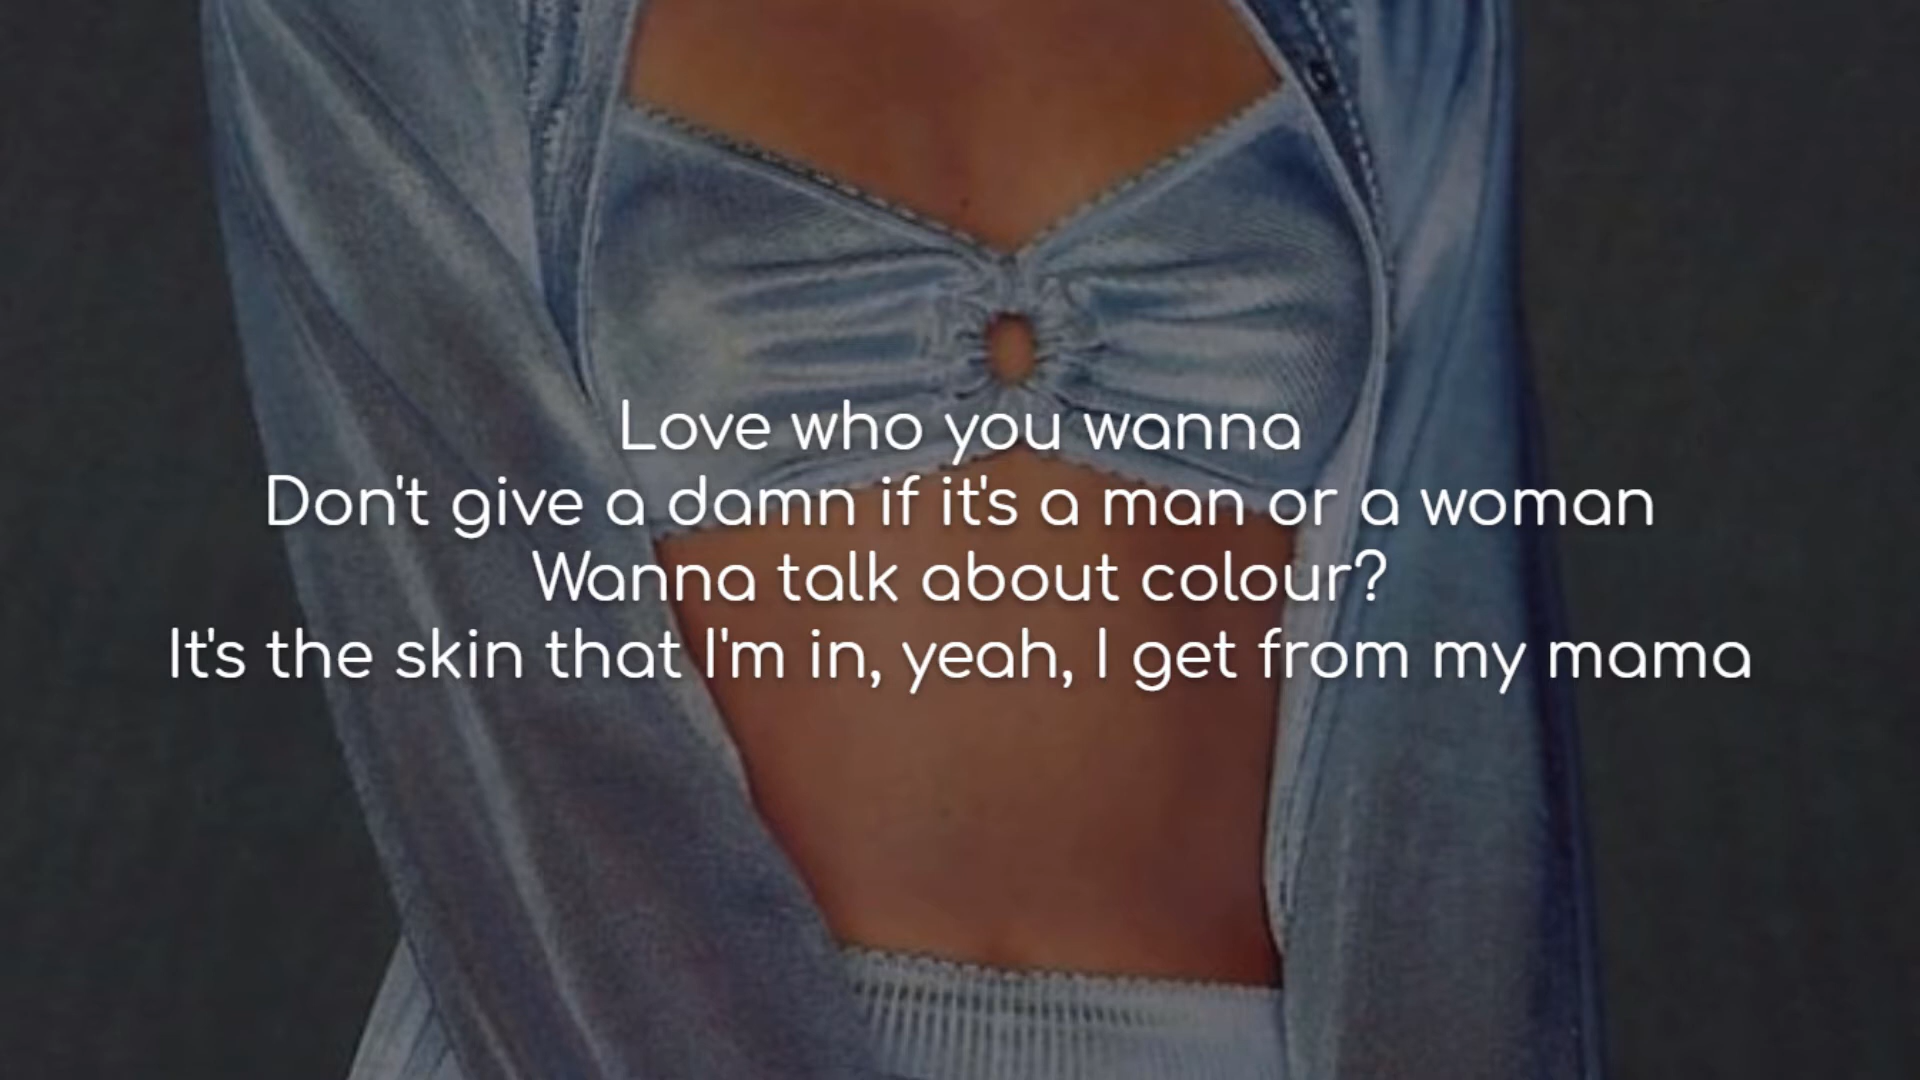 Love who you wanna
Don't give a damn if it's a man or a woman
Wanna talk about colour?
It's the skin that I'm in, yeah, I get from my mama